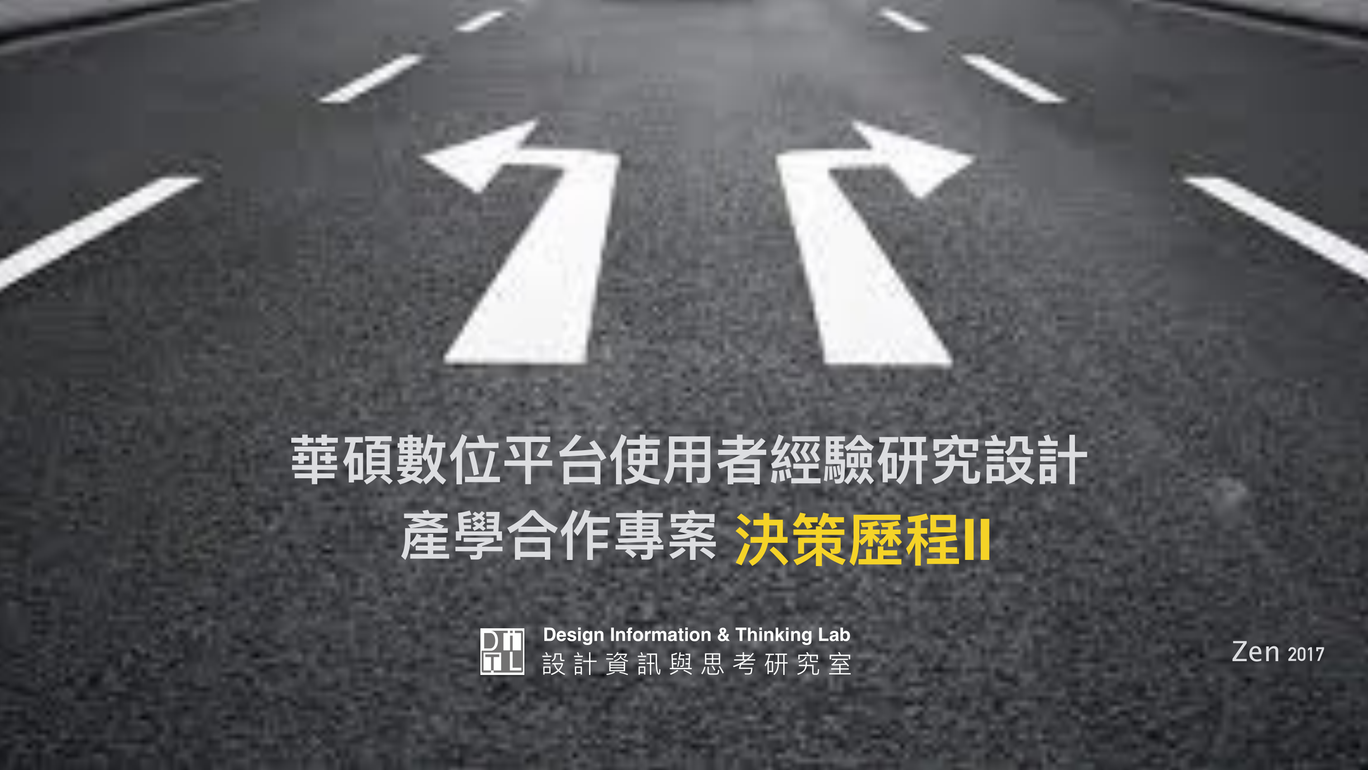 華碩數位平台使用者經驗研究設計
產學合作專案 決策歷程II
DITL
Design Information & Thinking Lab
設計資訊與思考研究室
Zen 2017